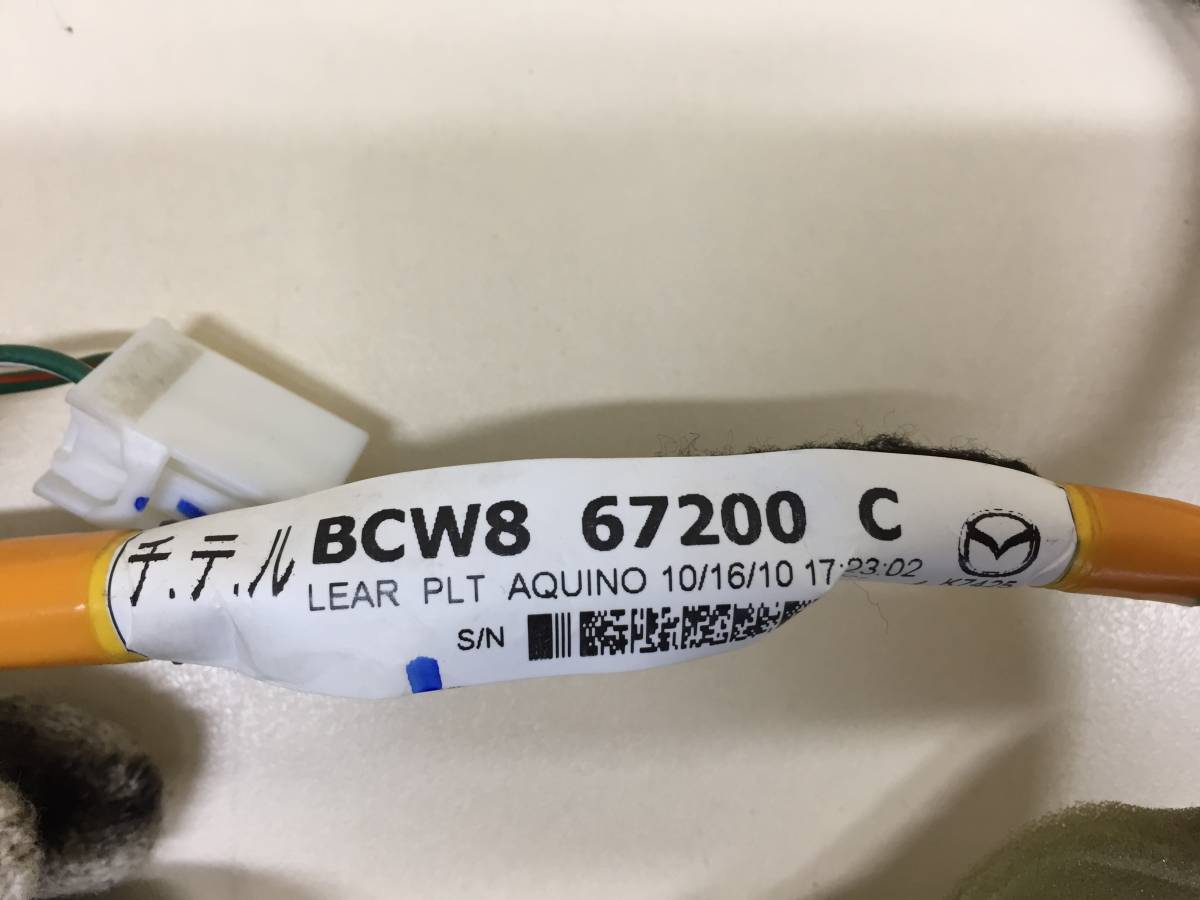 チ.テ.ル BCW8 67200 C
LEAR PLT AQUINO 10/16/10 17:23:02
S/N